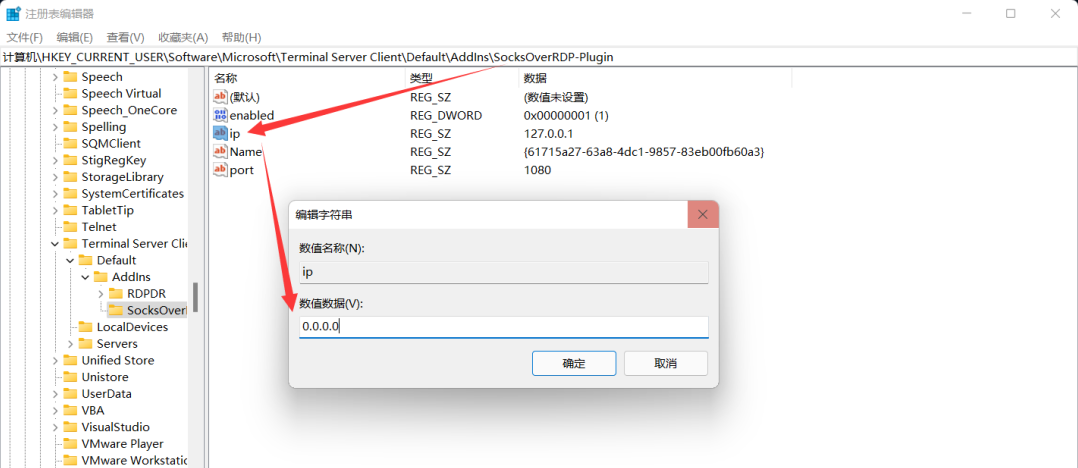 注册表编辑器
文件(F) 编辑(E) 查看(V) 收藏夹(A) 帮助(H)
计算机\HKEY_CURRENT_USER\Software\Microsoft\Terminal Server Client\Default\AddIns\SocksOverRDP-Plugin
Speech
Speech Virtual
Speech_OneCore
Spelling
SQMClient
StigRegKey
StorageLibrary
SystemCertificates
TabletTip
Telnet
Terminal Server Clie
Default
AddIns
RDPDR
SocksOverI
LocalDevices
Servers
Unified Store
Unistore
UserData
VBA
VisualStudio
VMware Player
VMware Workstatic
名称 类型 数据
(默认) REG_SZ (数值未设置)
enabled REG_DWORD 0x00000001 (1)
ip REG_SZ 127.0.0.1
Name REG_SZ {61715a27-63a8-4dc1-9857-83eb00fb60a3}
port REG_SZ 1080
编辑字符串
数值名称(N):
ip
数值数据(V):
0.0.0.0
确定 取消